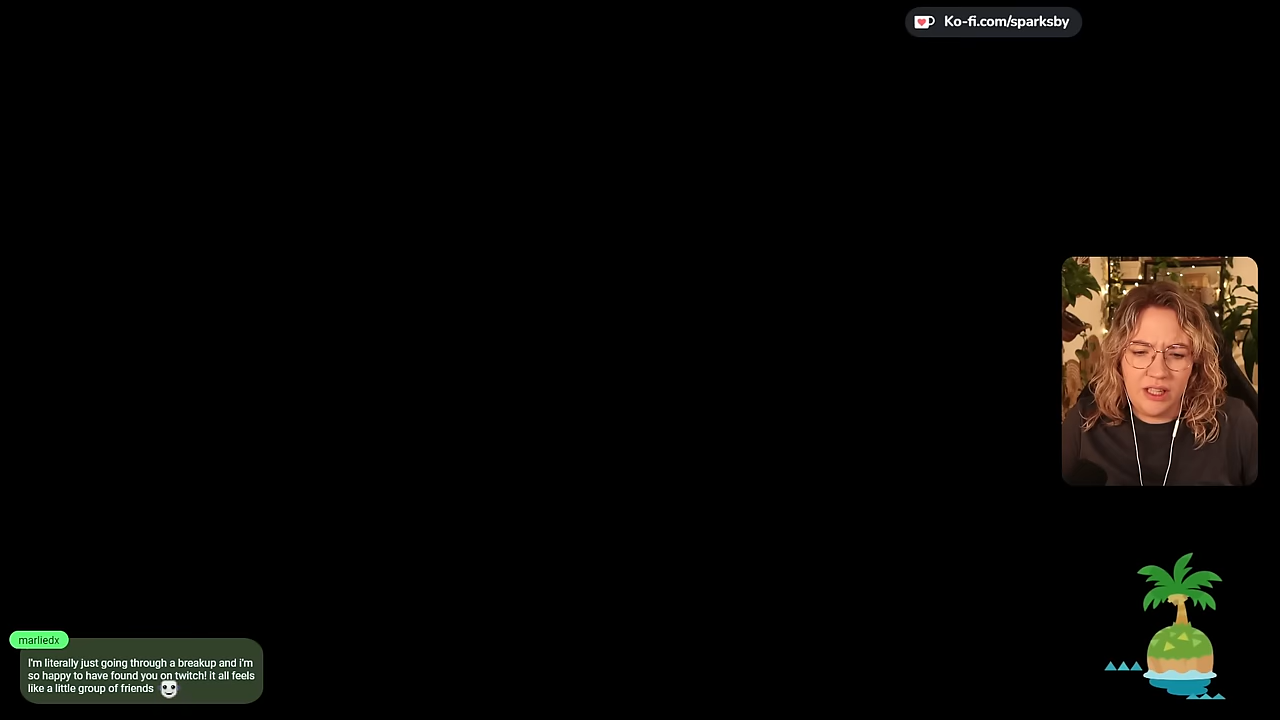 Ko-fi.com/sparksby
marliedx
I'm literally just going through a breakup and i'm
so happy to have found you on twitch! it all feels
like a little group of friends